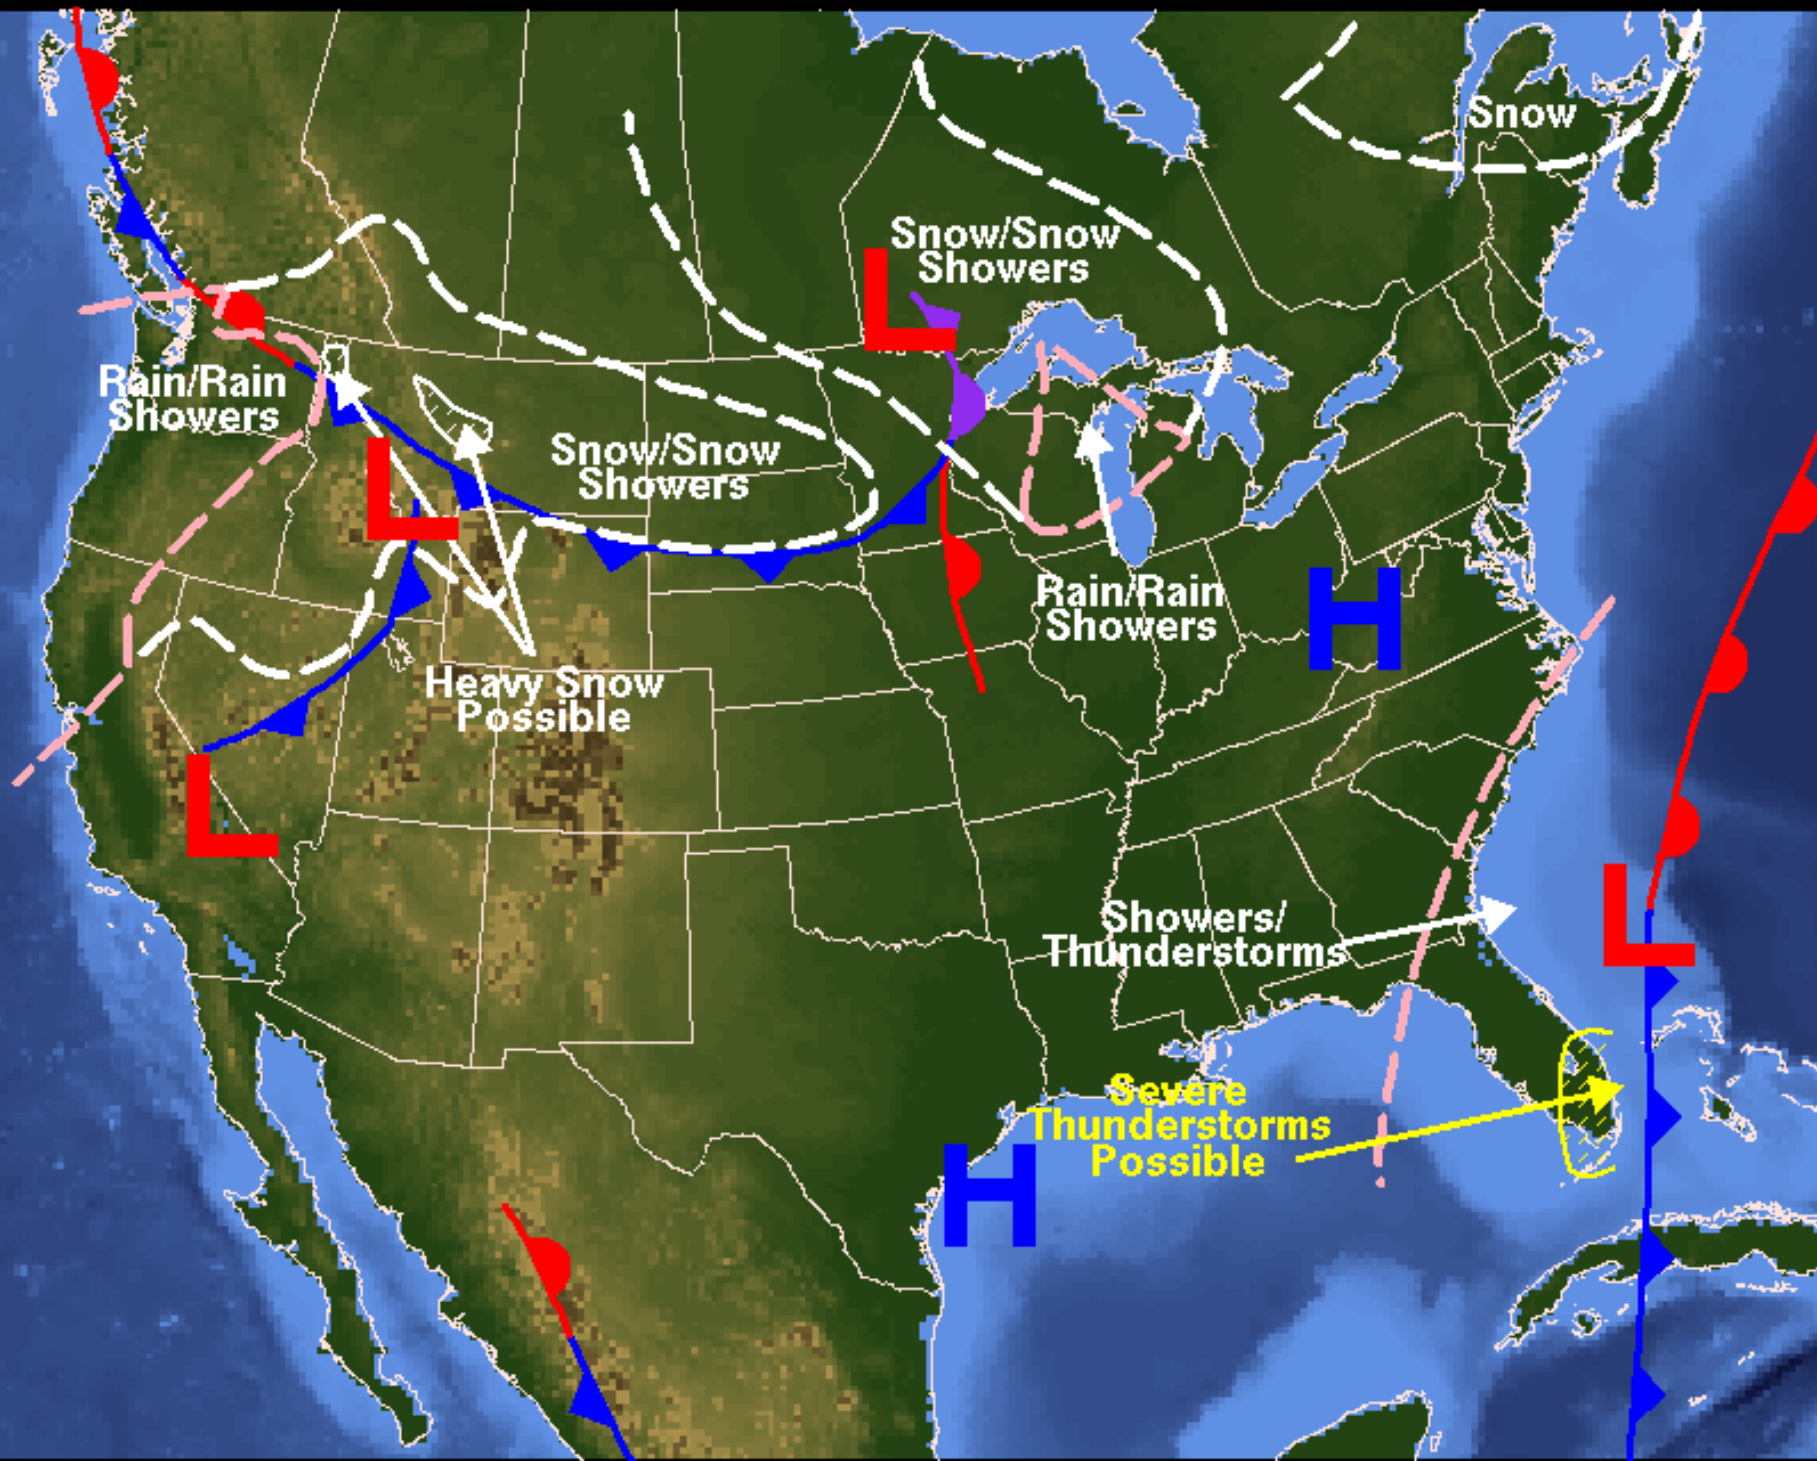 Snow
Snow/Snow
Showers
L
Rain/Rain
Showers
L
Snow/Snow
Showers
Rain/Rain
Showers
H
Heavy Snow
Possible
L
L
Showers/
Thunderstorms
Severe
Thunderstorms
Possible
H